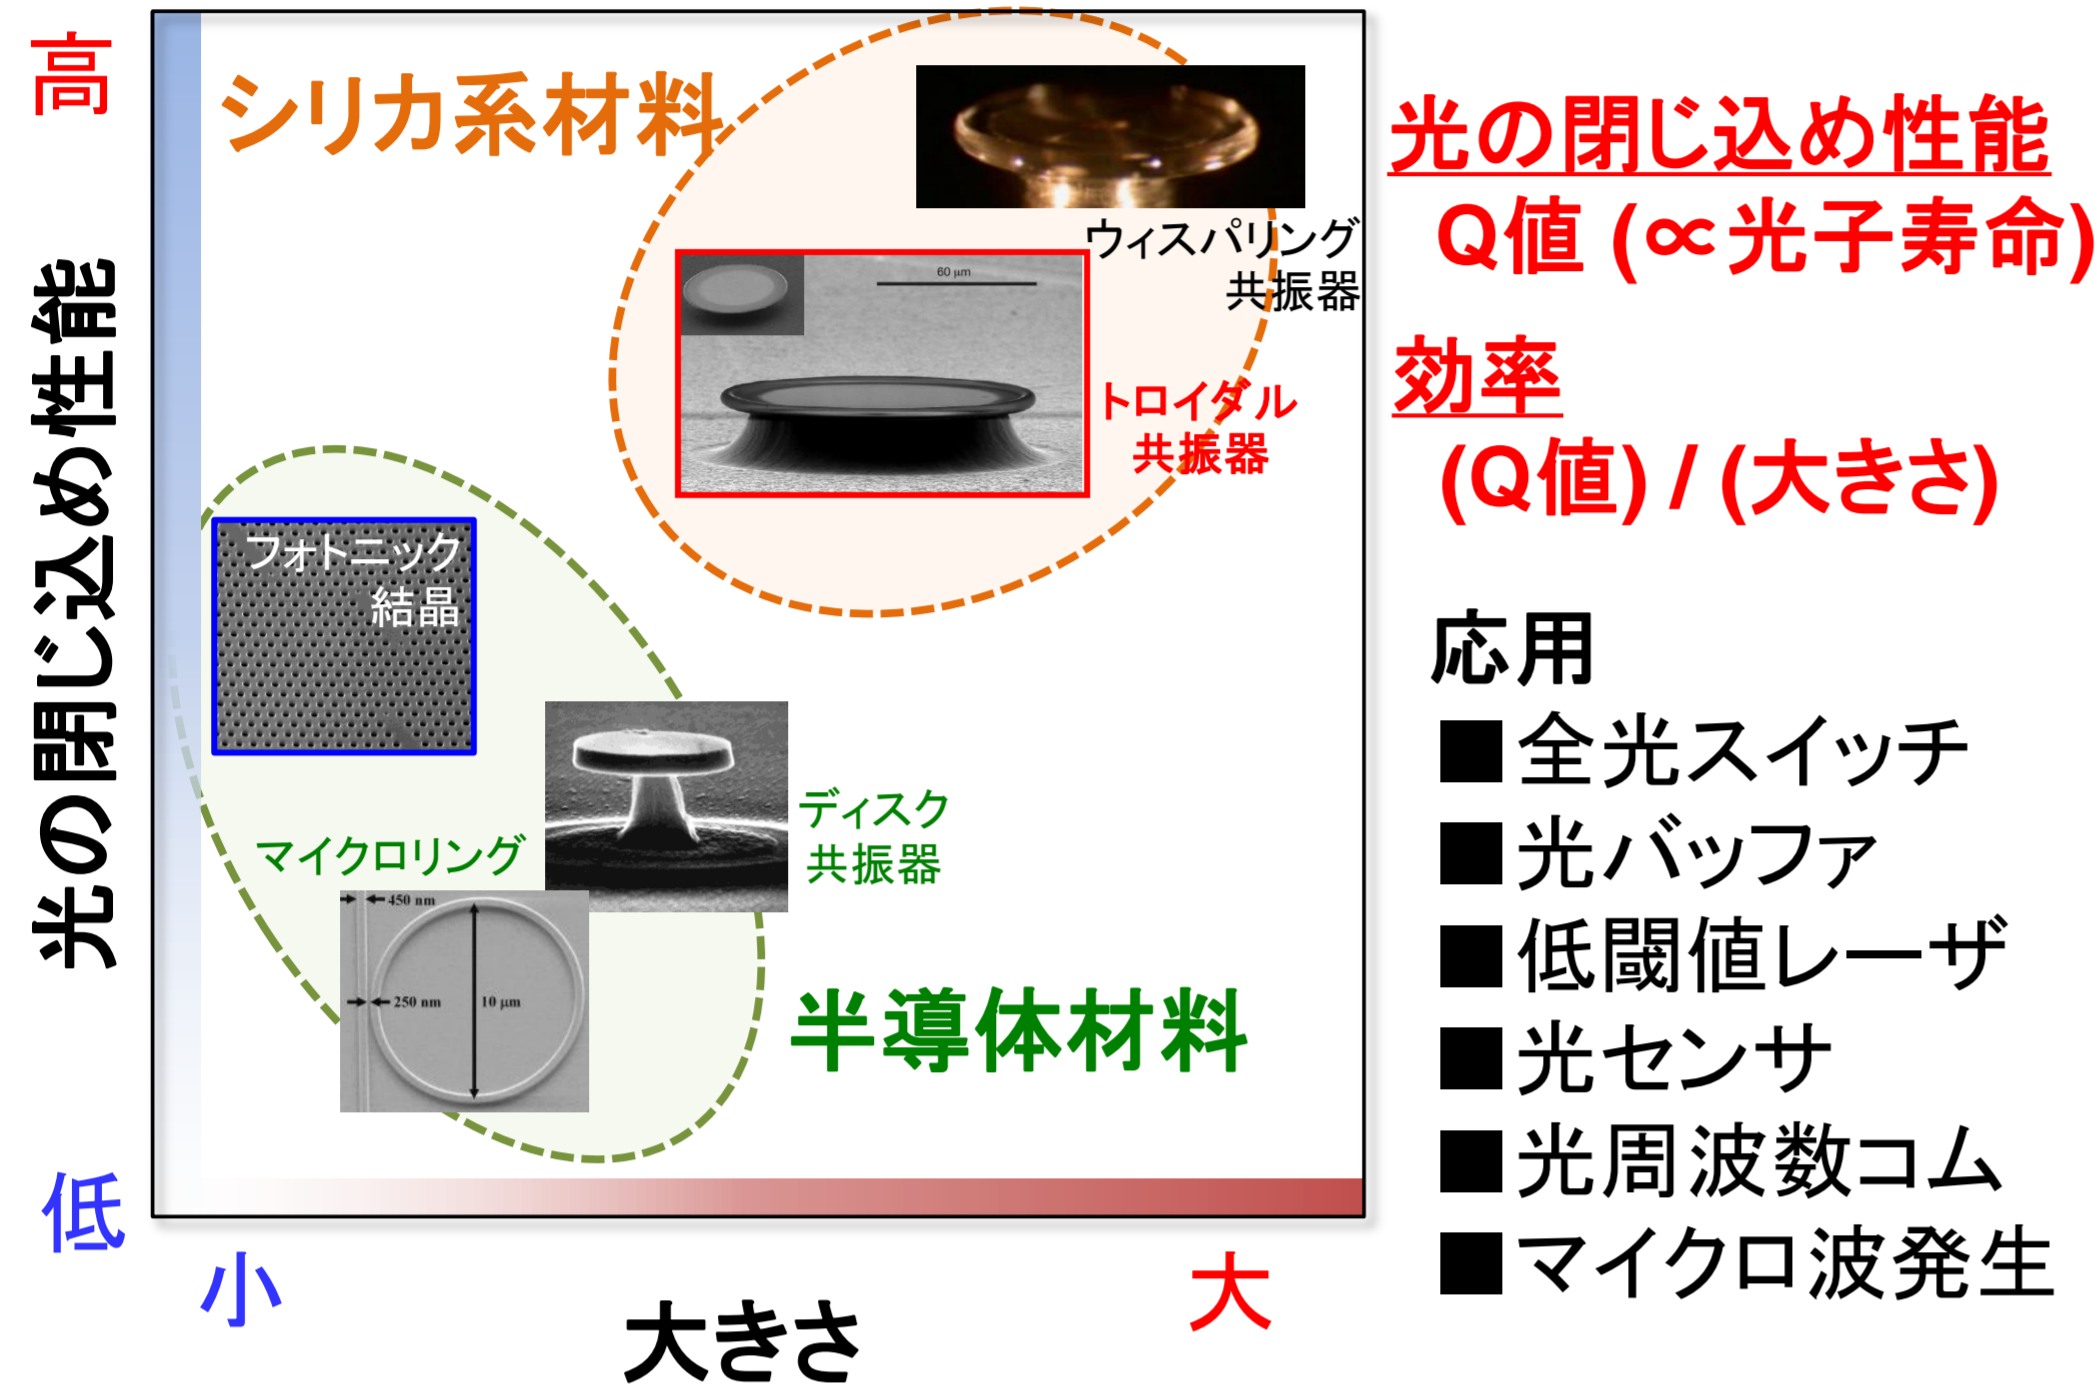 高
光の閉じ込め性能
低
小
大きさ
大
シリカ系材料
ウィスパリング
共振器
60 μm
トロイダル
共振器
フォトニック
結晶
ディスク
共振器
マイクロリング
450 nm
250 nm
10 μm
半導体材料
光の閉じ込め性能
Q値 (∝光子寿命)
効率
(Q値) / (大きさ)
応用
■全光スイッチ
■光バッファ
■低閾値レーザ
■光センサ
■光周波数コム
■マイクロ波発生